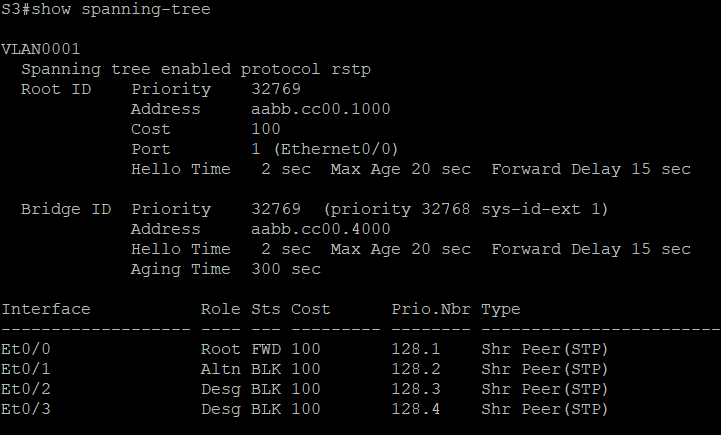 S3#show spanning-tree

VLAN0001
  Spanning tree enabled protocol rstp
  Root ID    Priority    32769
             Address     aabb.cc00.1000
             Cost        100
             Port        1 (Ethernet0/0)
             Hello Time   2 sec  Max Age 20 sec  Forward Delay 15 sec

  Bridge ID  Priority    32769  (priority 32768 sys-id-ext 1)
             Address     aabb.cc00.4000
             Hello Time   2 sec  Max Age 20 sec  Forward Delay 15 sec
             Aging Time  300 sec

Interface           Role Sts Cost      Prio.Nbr Type
------------------- ---- --- --------- -------- ------------------------
Et0/0               Root FWD 100       128.1    Shr Peer(STP)
Et0/1               Altn BLK 100       128.2    Shr Peer(STP)
Et0/2               Desg BLK 100       128.3    Shr Peer(STP)
Et0/3               Desg BLK 100       128.4    Shr Peer(STP)